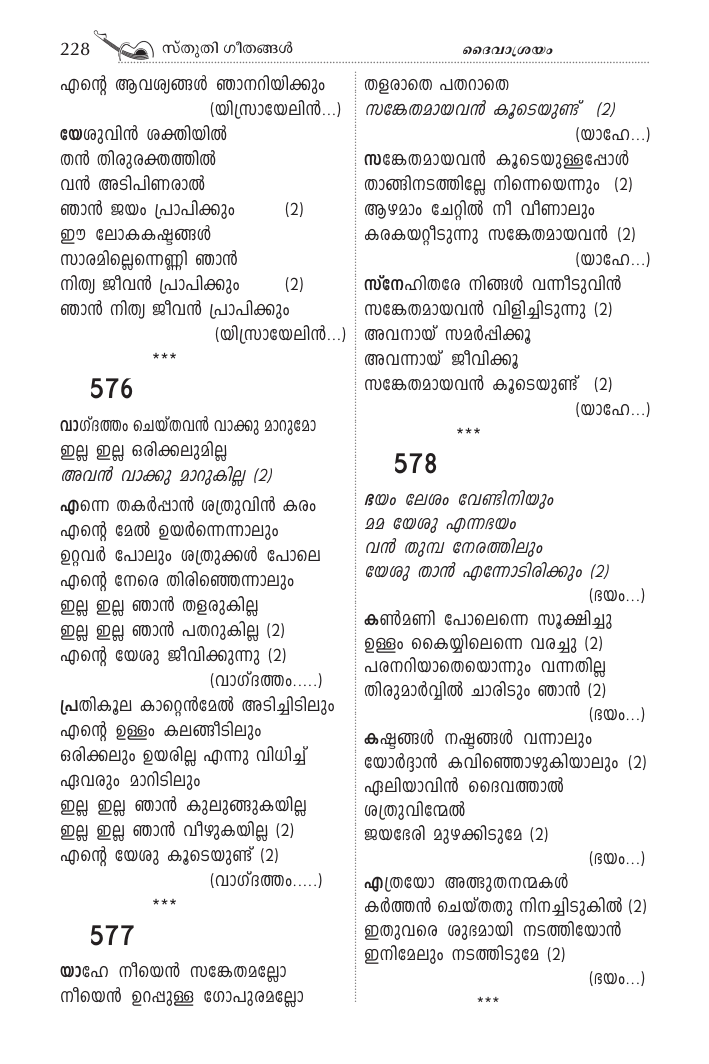 228 സ്തുതി ഗീതങ്ങൾ ദൈവാശ്രയം
എന്റെ ആവശ്യങ്ങൾ ഞാനറിയിക്കും
(യിസ്രായേലിൻ...)
യേശുവിൻ ശക്തിയിൽ
തൻ തിരുരക്തത്തിൽ
വൻ അടിപിണരാൽ
ഞാൻ ജയം പ്രാപിക്കും (2)
ഈ ലോകകഷ്ടങ്ങൾ
സാരമില്ലെന്നെണ്ണി ഞാൻ
നിത്യ ജീവൻ പ്രാപിക്കും (2)
ഞാൻ നിത്യ ജീവൻ പ്രാപിക്കും
(യിസ്രായേലിൻ...)
***
576
വാഗ്ദത്തം ചെയ്തവൻ വാക്കു മാറുമോ
ഇല്ല ഇല്ല ഒരിക്കലുമില്ല
അവൻ വാക്കു മാറുകില്ല (2)
എന്നെ തകർപ്പാൻ ശത്രുവിൻ കരം
എന്റെ മേൽ ഉയർന്നെന്നാലും
ഉറ്റവർ പോലും ശത്രുക്കൾ പോലെ
എന്റെ നേരെ തിരിഞ്ഞെന്നാലും
ഇല്ല ഇല്ല ഞാൻ തളരുകില്ല
ഇല്ല ഇല്ല ഞാൻ പതറുകില്ല (2)
എന്റെ യേശു ജീവിക്കുന്നു (2)
(വാഗ്ദത്തം.....)
പ്രതികൂല കാറ്റെൻമേൽ അടിച്ചിടിലും
എന്റെ ഉള്ളം കലങ്ങീടിലും
ഒരിക്കലും ഉയരില്ല എന്നു വിധിച്ച്
ഏവരും മാറിടിലും
ഇല്ല ഇല്ല ഞാൻ കുലുങ്ങുകയില്ല
ഇല്ല ഇല്ല ഞാൻ വീഴുകയില്ല (2)
എന്റെ യേശു കൂടെയുണ്ട് (2)
(വാഗ്ദത്തം.....)
***
577
യാഹേ നീയെൻ സങ്കേതമല്ലോ
നീയെൻ ഉറപ്പുള്ള ഗോപുരമല്ലോ
തളരാതെ പതറാതെ
സങ്കേതമായവൻ കൂടെയുണ്ട് (2)
(യാഹേ...)
സങ്കേതമായവൻ കൂടെയുള്ളപ്പോൾ
താങ്ങിനടത്തില്ലേ നിന്നെയെന്നും (2)
ആഴമാം ചേറ്റിൽ നീ വീണാലും
കരകയറ്റീടുന്നു സങ്കേതമായവൻ (2)
(യാഹേ...)
സ്നേഹിതരേ നിങ്ങൾ വന്നീടുവിൻ
സങ്കേതമായവൻ വിളിച്ചിടുന്നു (2)
അവനായ് സമർപ്പിക്കൂ
അവന്നായ് ജീവിക്കൂ
സങ്കേതമായവൻ കൂടെയുണ്ട് (2)
(യാഹേ...)
***
578
ഭയം ലേശം വേണ്ടിനിയും
മമ യേശു എന്നഭയം
വൻ തുമ്പ നേരത്തിലും
യേശു താൻ എന്നോടിരിക്കും (2)
(ഭയം...)
കൺമണി പോലെന്നെ സൂക്ഷിച്ചു
ഉള്ളം കൈയ്യിലെന്നെ വരച്ചു (2)
പരനറിയാതെയൊന്നും വന്നതില്ല
തിരുമാർവ്വിൽ ചാരിടും ഞാൻ (2)
(ഭയം...)
കഷ്ടങ്ങൾ നഷ്ടങ്ങൾ വന്നാലും
യോർദ്ദാൻ കവിഞ്ഞൊഴുകിയാലും (2)
ഏലിയാവിൻ ദൈവത്താൽ
ശത്രുവിന്മേൽ
ജയഭേരി മുഴക്കിടുമേ (2)
(ഭയം...)
എത്രയോ അത്ഭുതനന്മകൾ
കർത്തൻ ചെയ്തതു നിനച്ചിടുകിൽ (2)
ഇതുവരെ ശുഭമായി നടത്തിയോൻ
ഇനിമേലും നടത്തിടുമേ (2)
(ഭയം...)
***